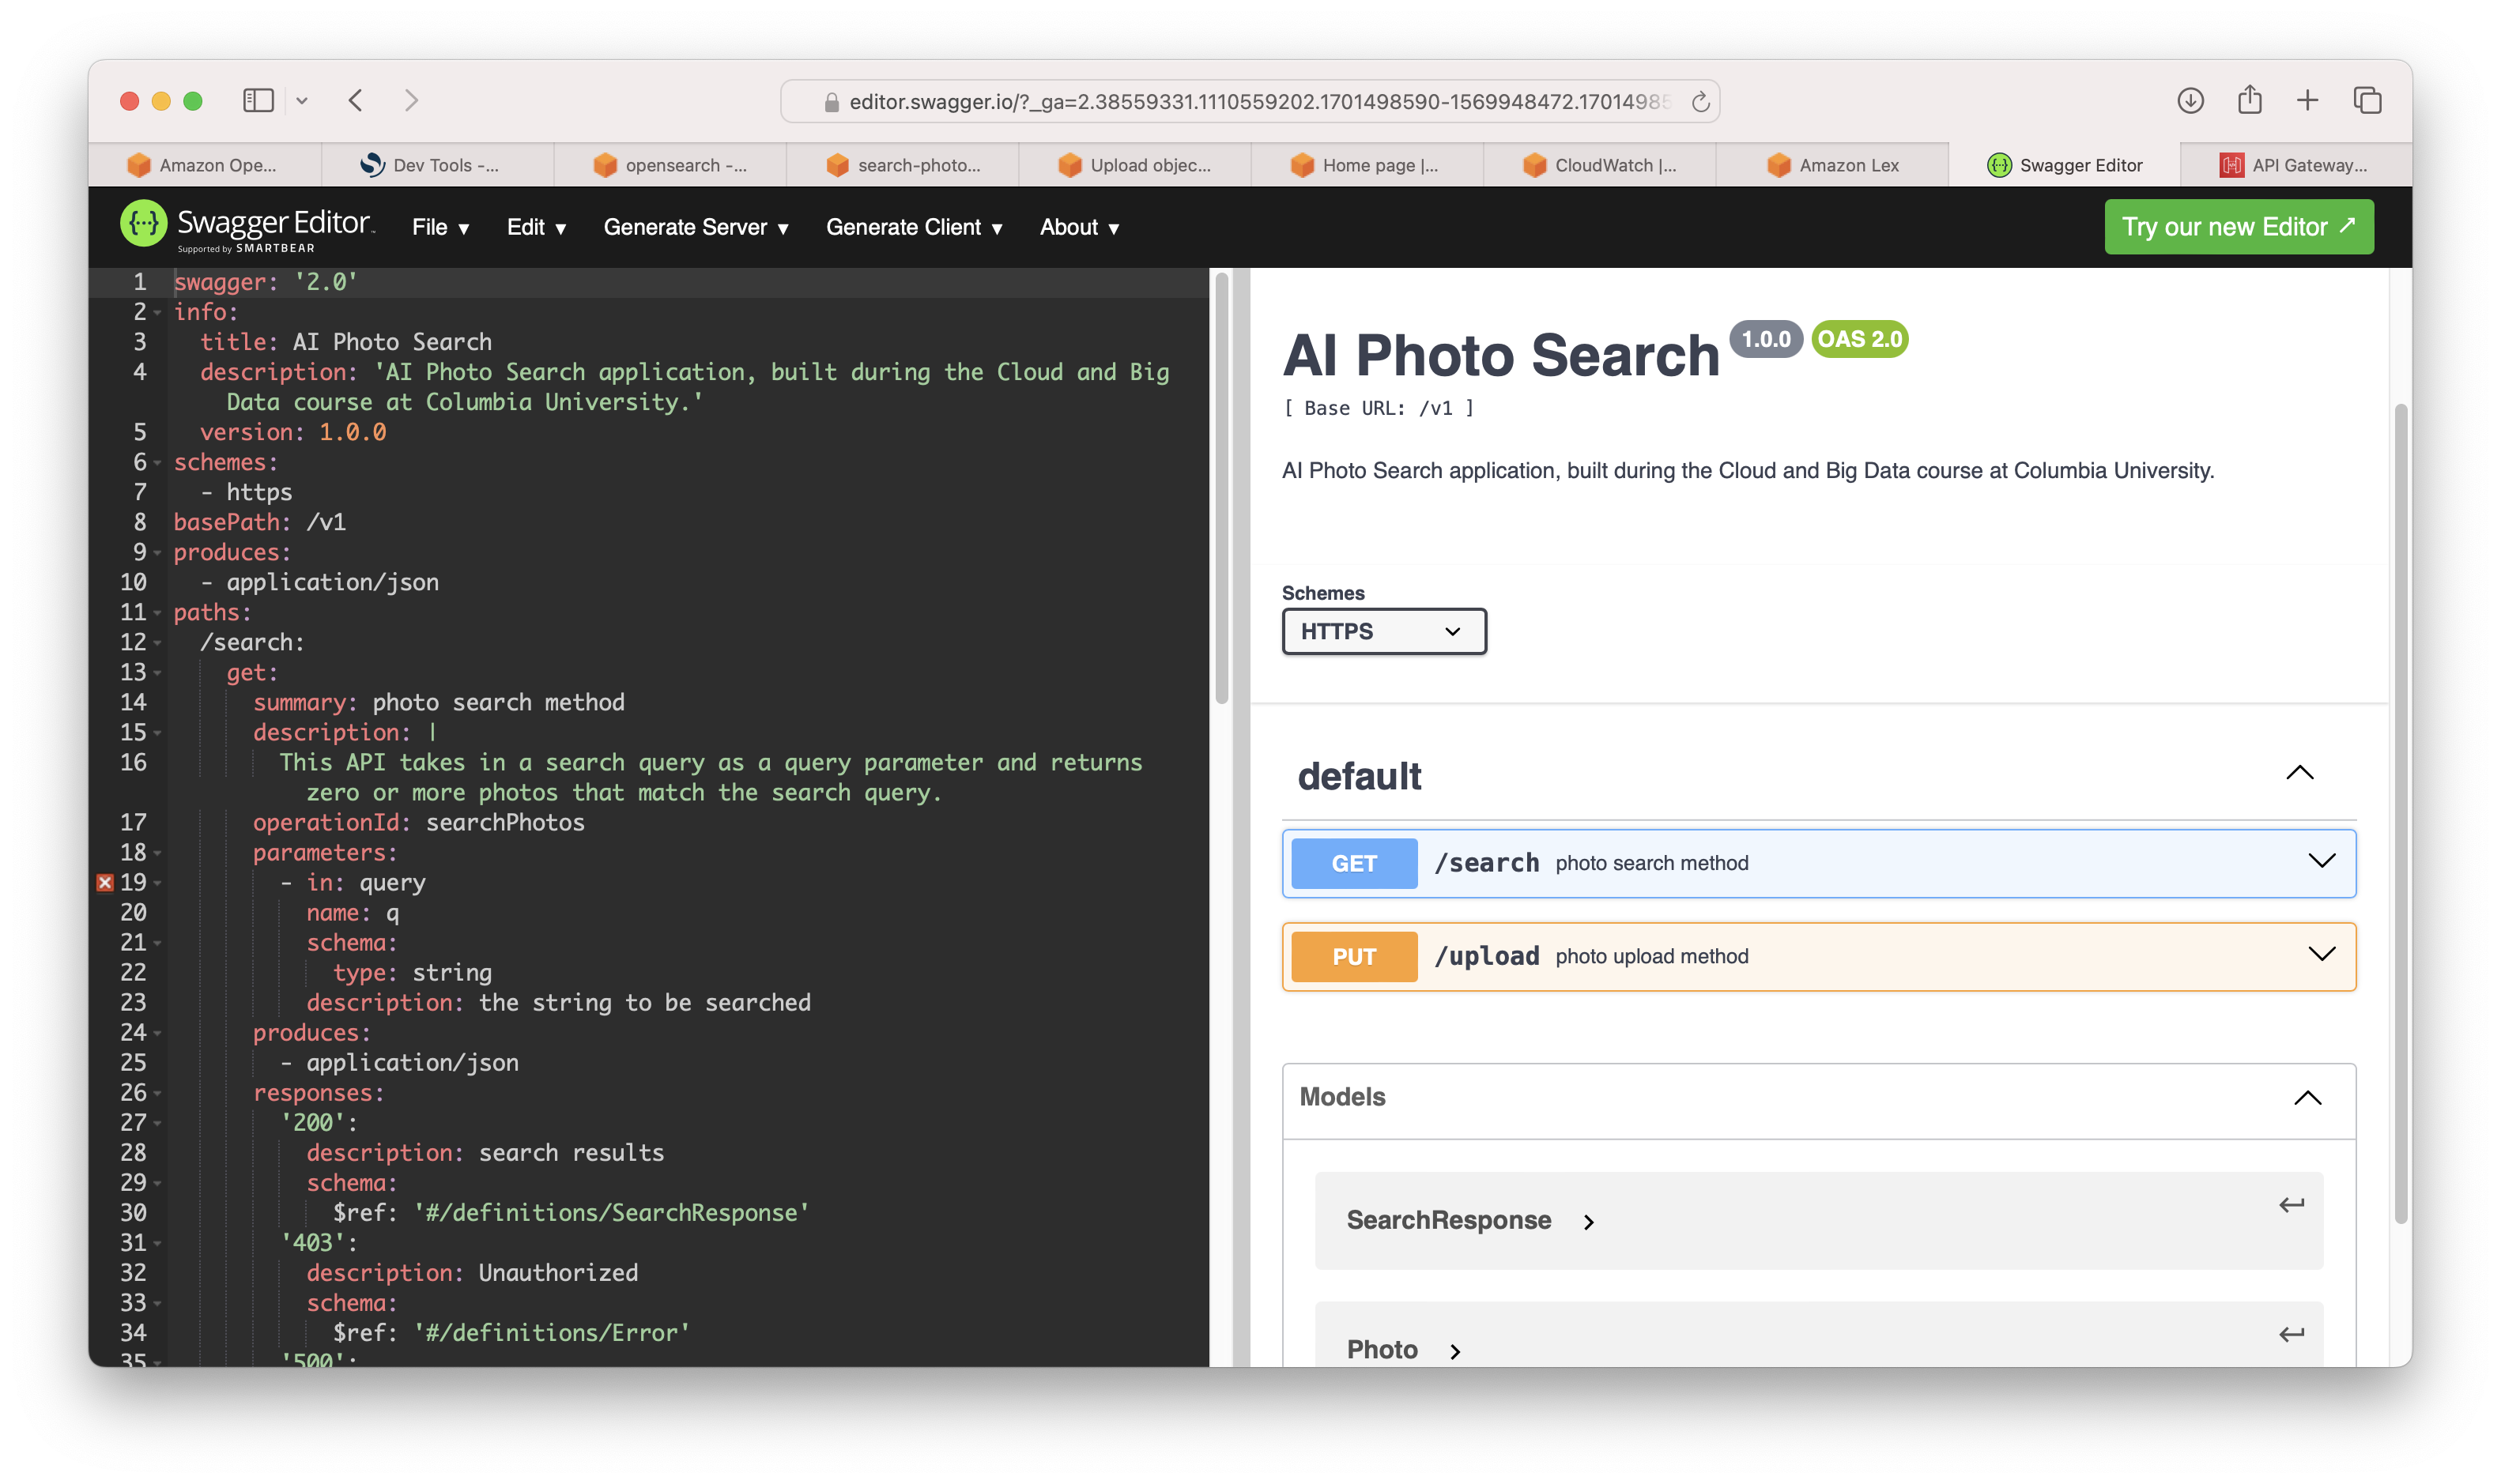 editor.swagger.io/?_ga=2.38559331.1110559202.1701498590-1569948472.17014985
Amazon Ope...
Dev Tools -...
opensearch -...
search-photo...
Upload objec...
Home page |...
CloudWatch |...
Amazon Lex
Swagger Editor
API Gateway...
{···} Swagger Editor
Supported by SMARTBEAR
File ▾
Edit ▾
Generate Server ▾
Generate Client ▾
About ▾
Try our new Editor ↗
1 swagger: '2.0'
2 info:
3 title: AI Photo Search
4 description: 'AI Photo Search application, built during the Cloud and Big
Data course at Columbia University.'
5 version: 1.0.0
6 schemes:
7 - https
8 basePath: /v1
9 produces:
10 - application/json
11 paths:
12 /search:
13 get:
14 summary: photo search method
15 description: |
16 This API takes in a search query as a query parameter and returns
zero or more photos that match the search query.
17 operationId: searchPhotos
18 parameters:
19 - in: query
20 name: q
21 schema:
22 type: string
23 description: the string to be searched
24 produces:
25 - application/json
26 responses:
27 '200':
28 description: search results
29 schema:
30 $ref: '#/definitions/SearchResponse'
31 '403':
32 description: Unauthorized
33 schema:
34 $ref: '#/definitions/Error'
35 '500':
AI Photo Search 1.0.0 OAS 2.0
[ Base URL: /v1 ]
AI Photo Search application, built during the Cloud and Big Data course at Columbia University.
Schemes
HTTPS
default
GET /search photo search method
PUT /upload photo upload method
Models
SearchResponse
Photo